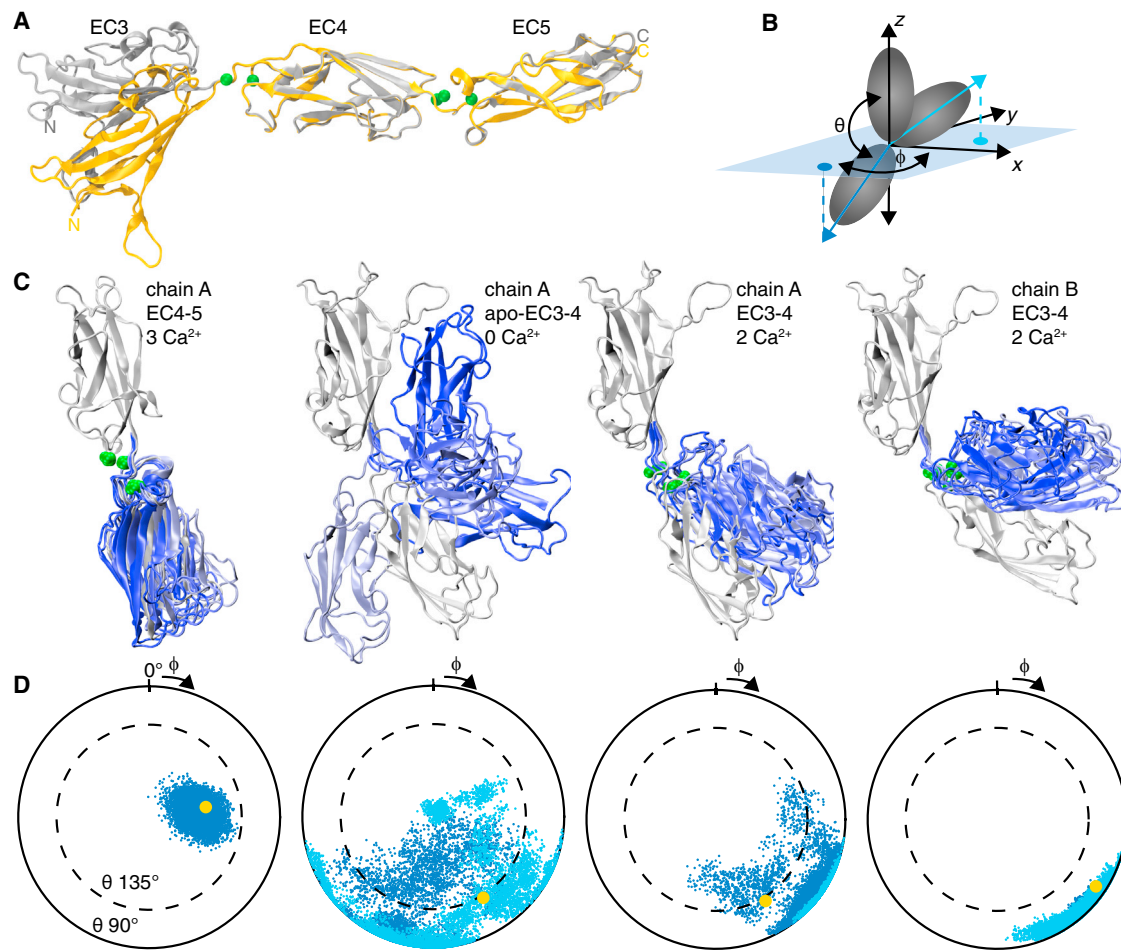 A
EC3
EC4
EC5
C
C
N
N
B
z
y
x
θ
ϕ
C
chain A
EC4-5
3 Ca²⁺
chain A
apo-EC3-4
0 Ca²⁺
chain A
EC3-4
2 Ca²⁺
chain B
EC3-4
2 Ca²⁺
D
0° ϕ
ϕ
ϕ
ϕ
θ 135°
θ 90°